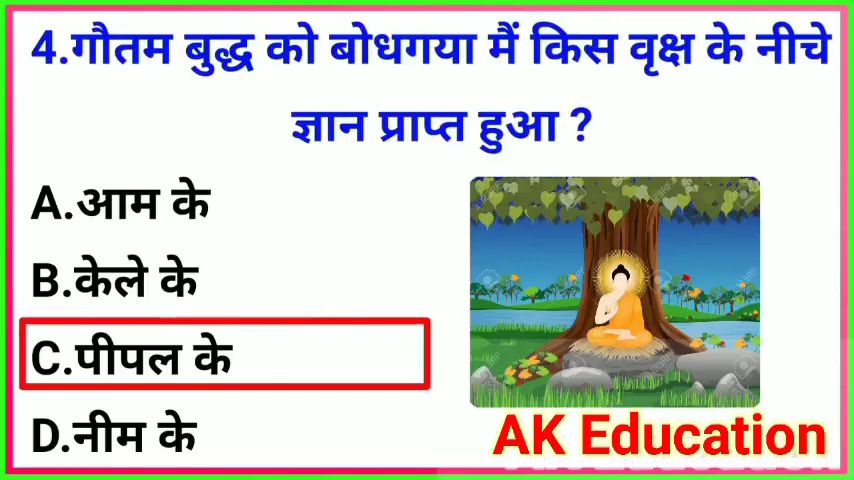 4.गौतम बुद्ध को बोधगया मैं किस वृक्ष के नीचे
ज्ञान प्राप्त हुआ ?
A.आम के
B.केले के
C.पीपल के
D.नीम के
AK Education